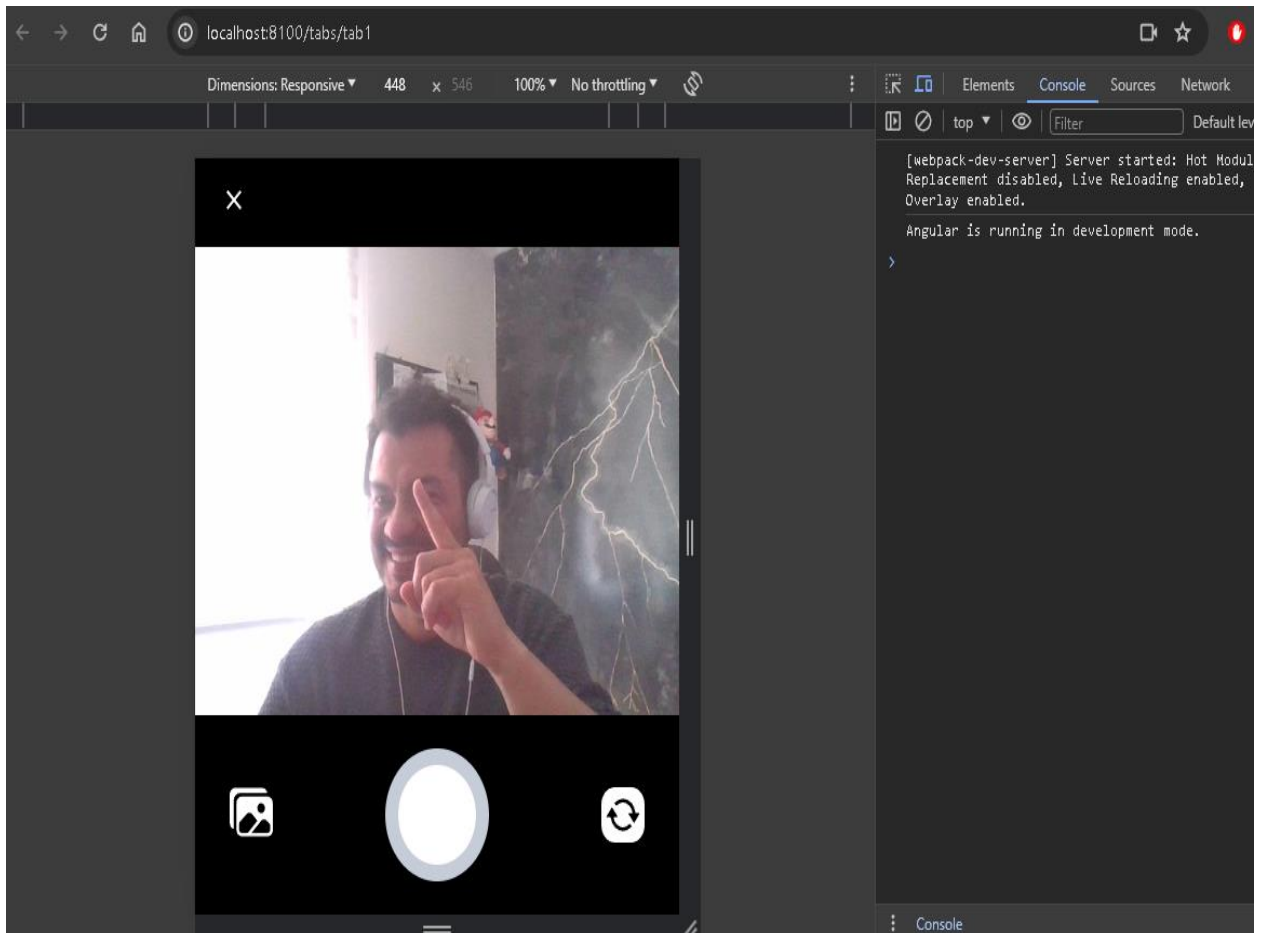 localhost:8100/tabs/tab1
Dimensions: Responsive 448 x 546 100% No throttling
Elements Console Sources Network
top Filter Default lev
[webpack-dev-server] Server started: Hot Modul
Replacement disabled, Live Reloading enabled,
Overlay enabled.
Angular is running in development mode.
Console